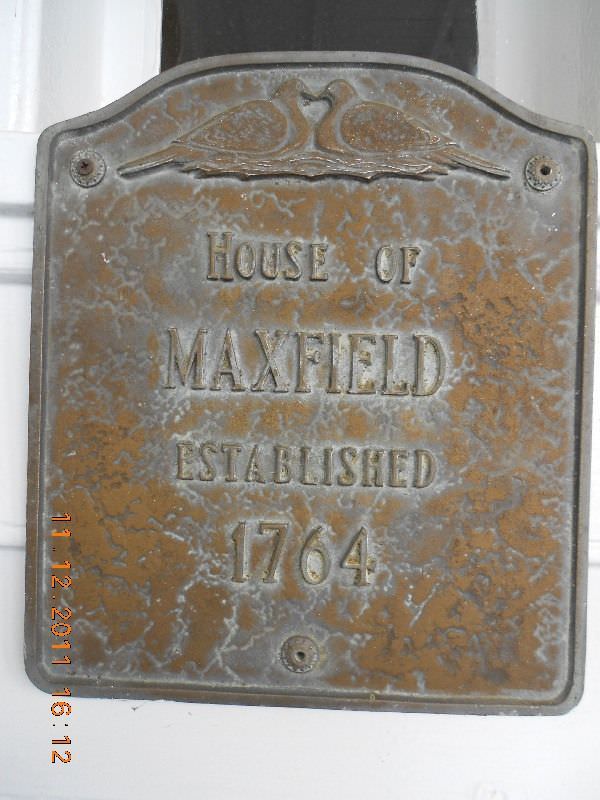 HOUSE OF
MAXFIELD
ESTABLISHED
1764
11.12.2011 16:12